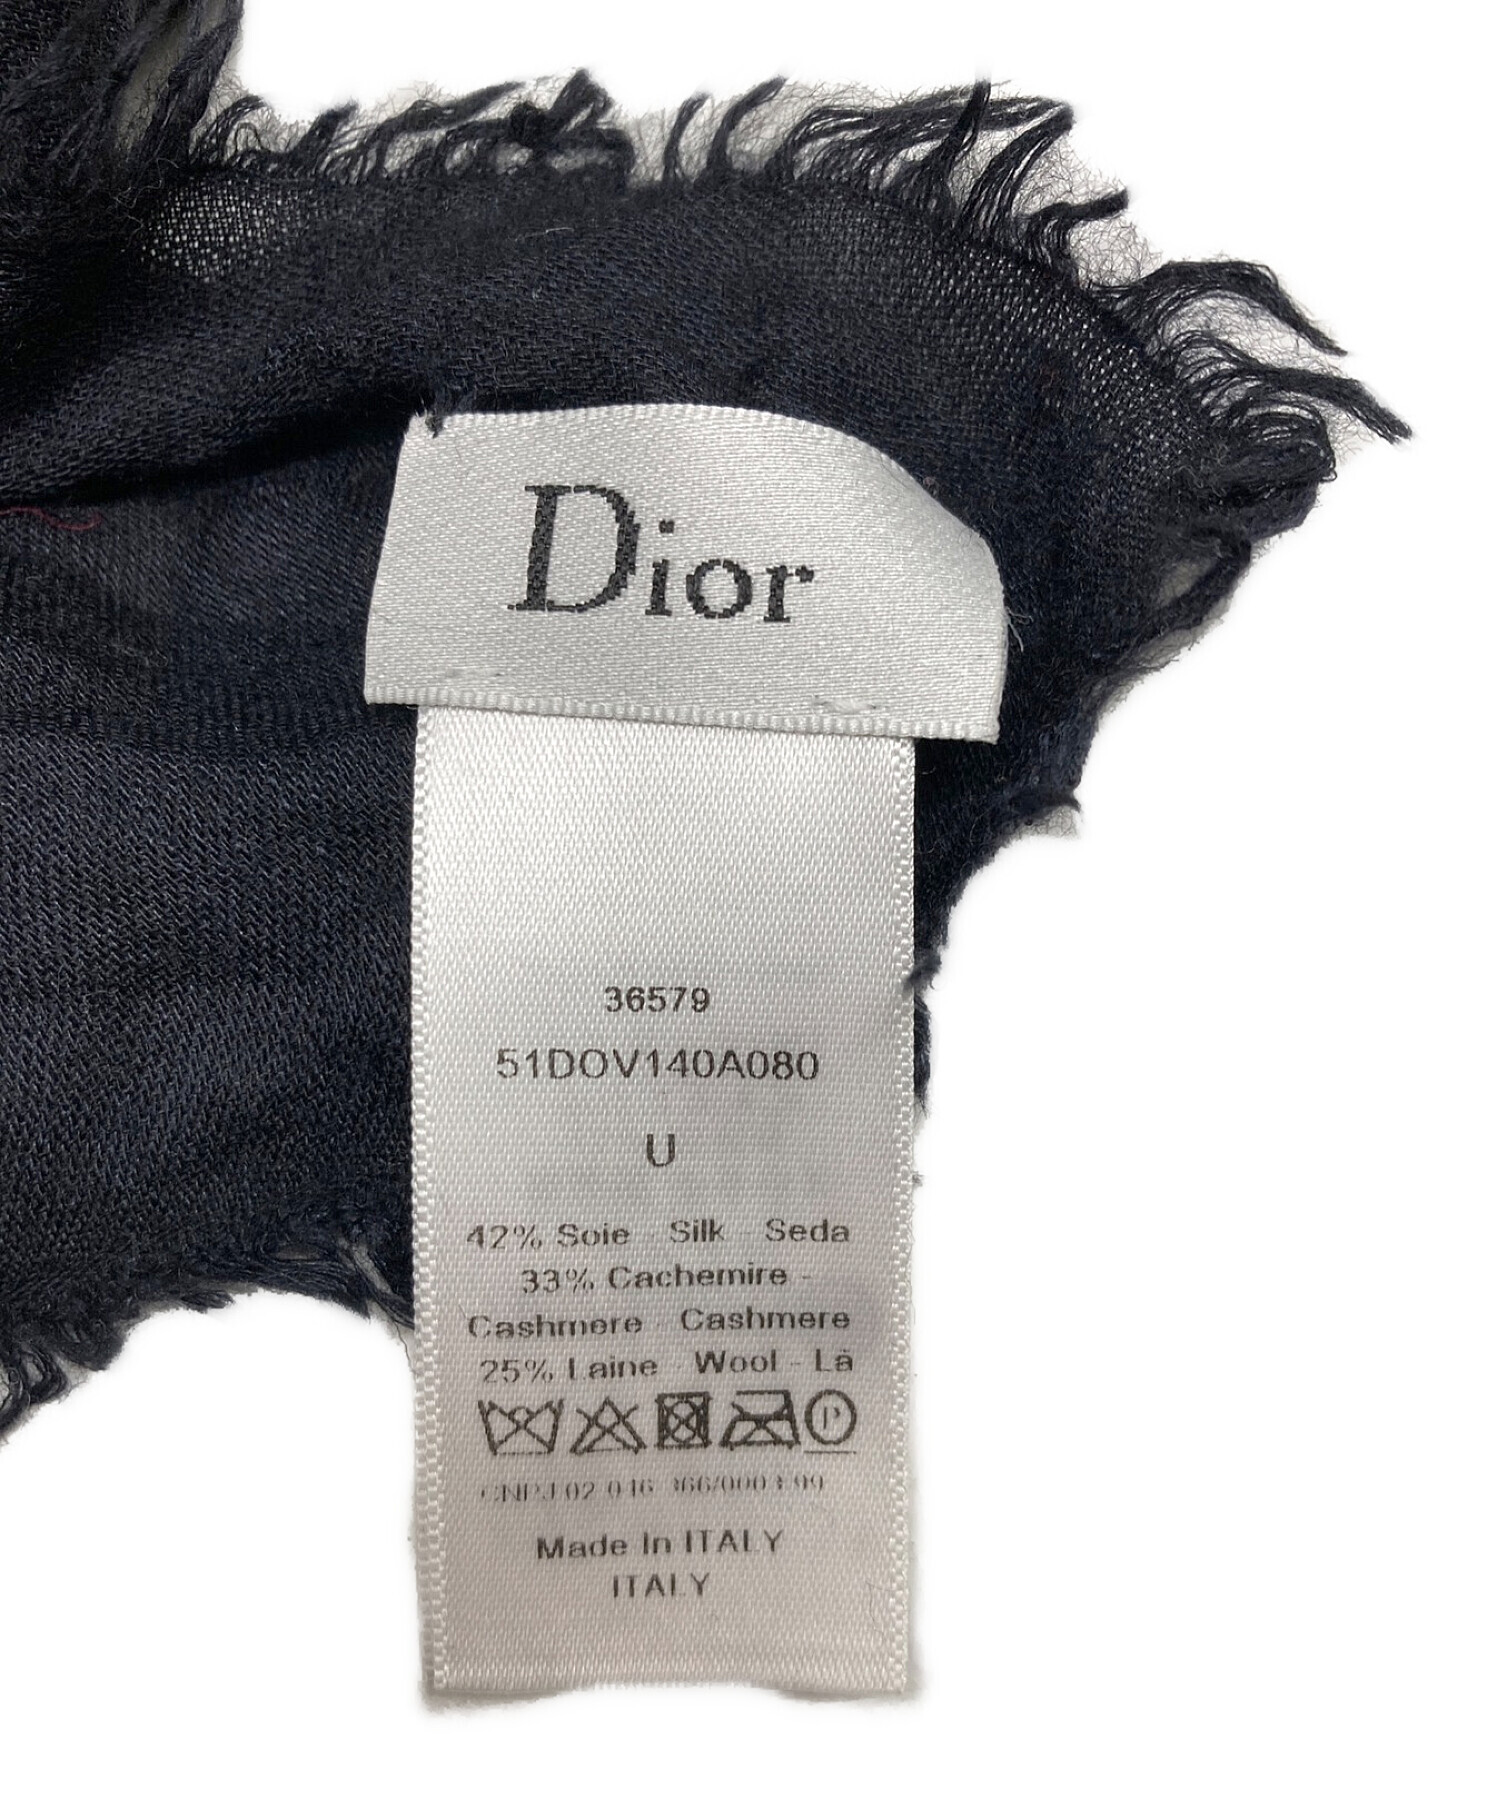 Dior
36579
51DOV140A080
U
42% Soie - Silk - Seda
33% Cachemire -
Cashmere - Cashmere
25% Laine - Wool - Lã
P
Made In ITALY
ITALY